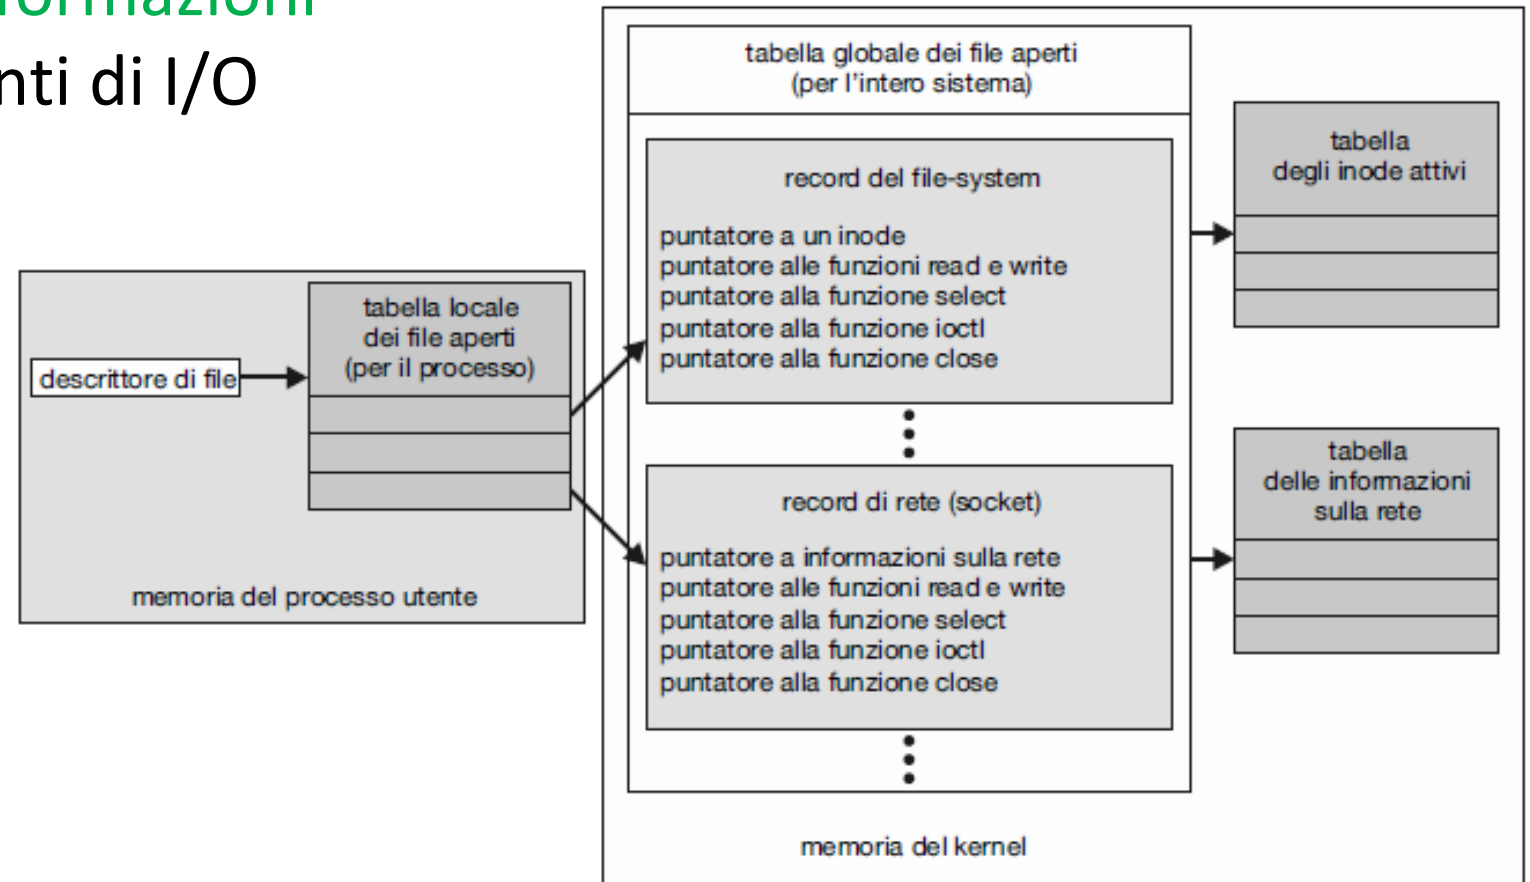 di I/O
tabella globale dei file aperti
(per l'intero sistema)
record del file-system
puntatore a un inode
puntatore alle funzioni read e write
puntatore alla funzione select
puntatore alla funzione ioctl
puntatore alla funzione close
tabella
degli inode attivi
descrittore di file
tabella locale
dei file aperti
(per il processo)
memoria del processo utente
record di rete (socket)
puntatore a informazioni sulla rete
puntatore alle funzioni read e write
puntatore alla funzione select
puntatore alla funzione ioctl
puntatore alla funzione close
tabella
delle informazioni
sulla rete
memoria del kernel